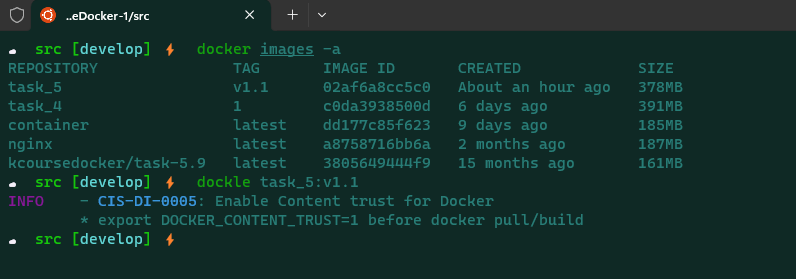 ..eDocker-1/src
src [develop] docker images -a
REPOSITORY TAG IMAGE ID CREATED SIZE
task_5 v1.1 02af6a8cc5c0 About an hour ago 378MB
task_4 1 c0da3938500d 6 days ago 391MB
container latest dd177c85f623 9 days ago 185MB
nginx latest a8758716bb6a 2 months ago 187MB
kcoursedocker/task-5.9 latest 3805649444f9 15 months ago 161MB
src [develop] dockle task_5:v1.1
INFO - CIS-DI-0005: Enable Content trust for Docker
* export DOCKER_CONTENT_TRUST=1 before docker pull/build
src [develop]